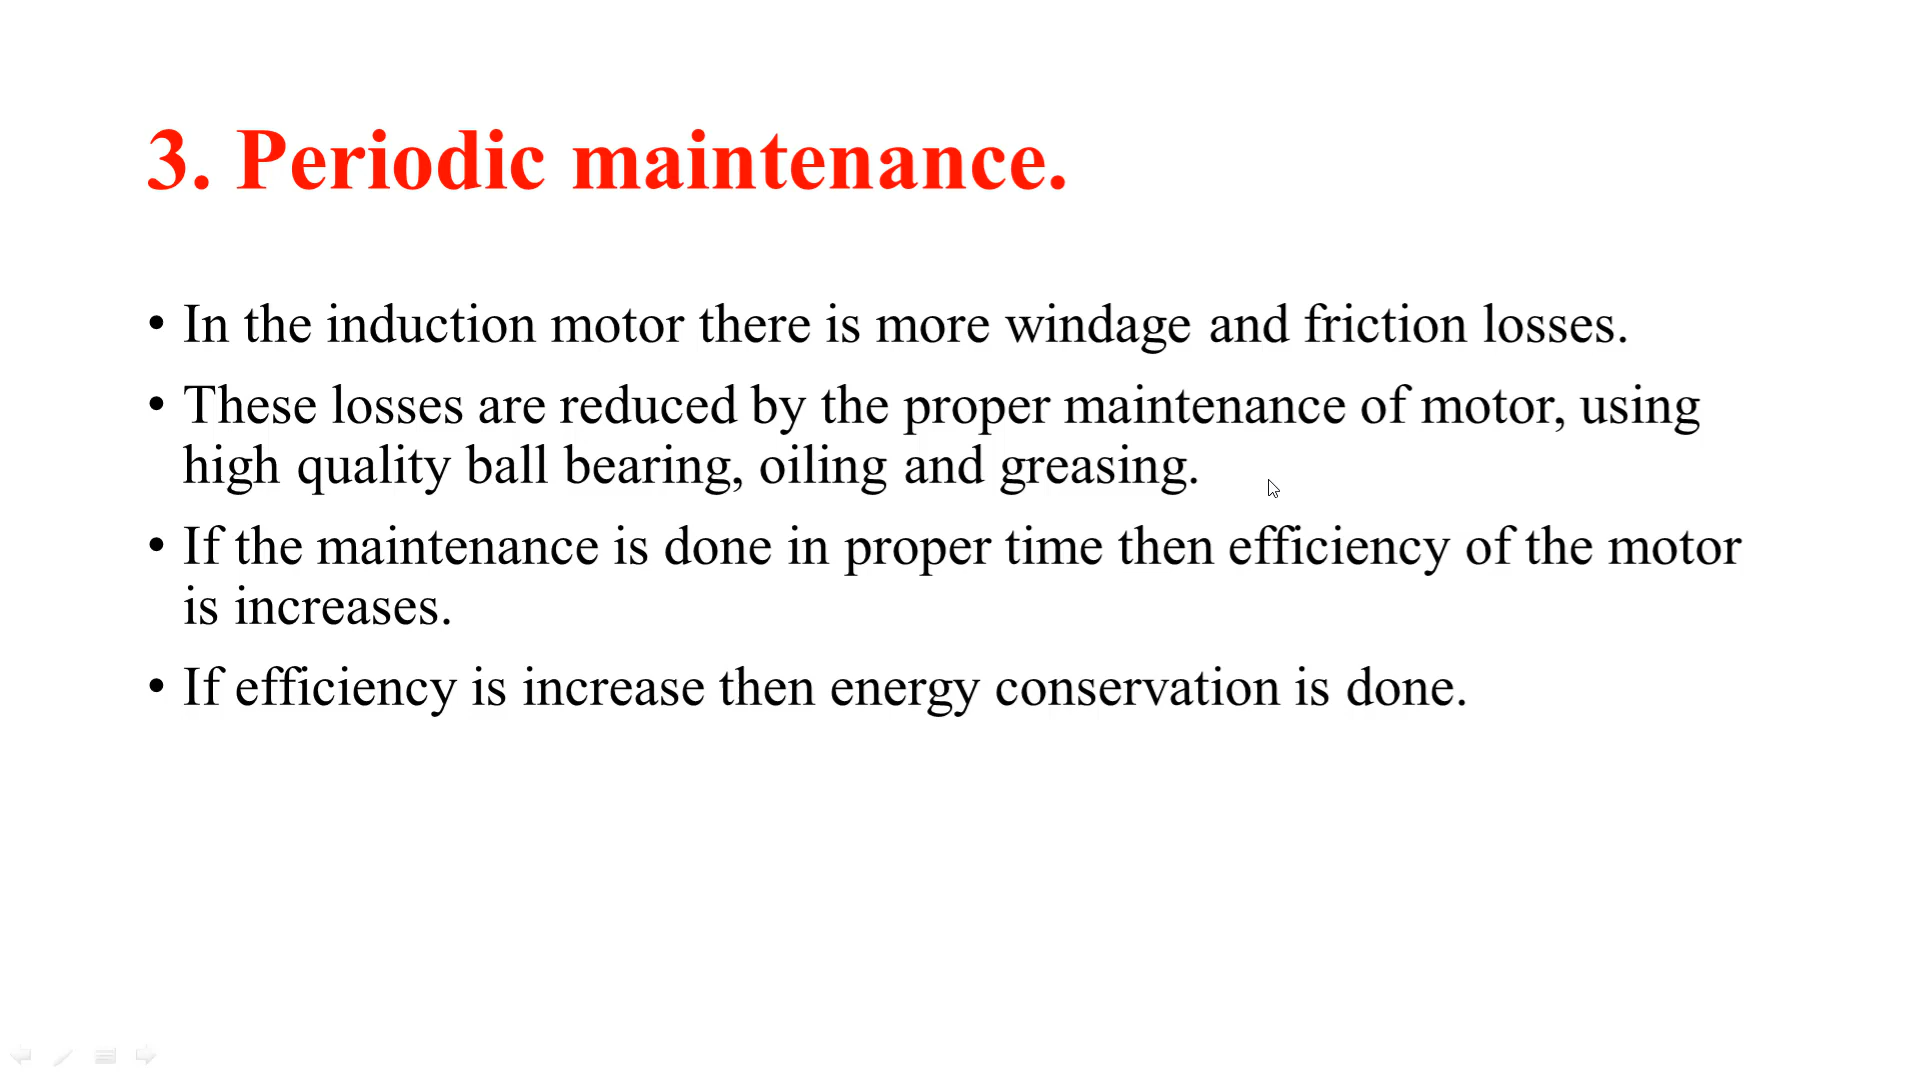 3. Periodic maintenance.
• In the induction motor there is more windage and friction losses.
• These losses are reduced by the proper maintenance of motor, using
high quality ball bearing, oiling and greasing.
• If the maintenance is done in proper time then efficiency of the motor
is increases.
• If efficiency is increase then energy conservation is done.